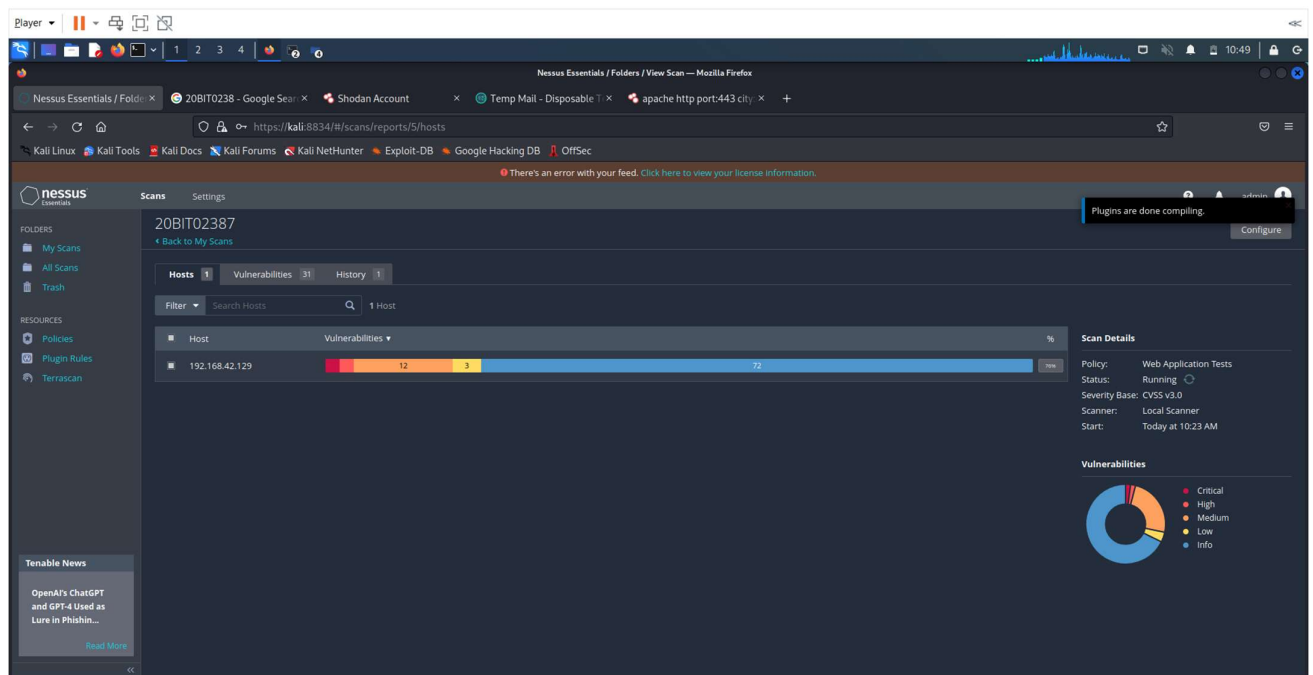 Player
1 2 3 4 2 10:49
Nessus Essentials / Folders / View Scan — Mozilla Firefox
Nessus Essentials / Folde × 20BIT0238 - Google Sear × Shodan Account × Temp Mail - Disposable T × apache http port:443 city: × +
https://kali:8834/#/scans/reports/5/hosts
Kali Linux Kali Tools Kali Docs Kali Forums Kali NetHunter Exploit-DB Google Hacking DB OffSec
There's an error with your feed. Click here to view your license information.
nessus Essentials Scans Settings admin
Plugins are done compiling.
20BIT02387
Back to My Scans
Configure
FOLDERS
My Scans
All Scans
Trash
RESOURCES
Policies
Plugin Rules
Terrascan
Hosts 1 Vulnerabilities 31 History 1
Filter Search Hosts 1 Host
Host Vulnerabilities %
192.168.42.129 12 3 72
Scan Details
Policy: Web Application Tests
Status: Running
Severity Base: CVSS v3.0
Scanner: Local Scanner
Start: Today at 10:23 AM
Vulnerabilities
Critical
High
Medium
Low
Info
Tenable News
OpenAI's ChatGPT
and GPT-4 Used as
Lure in Phishin...
Read More